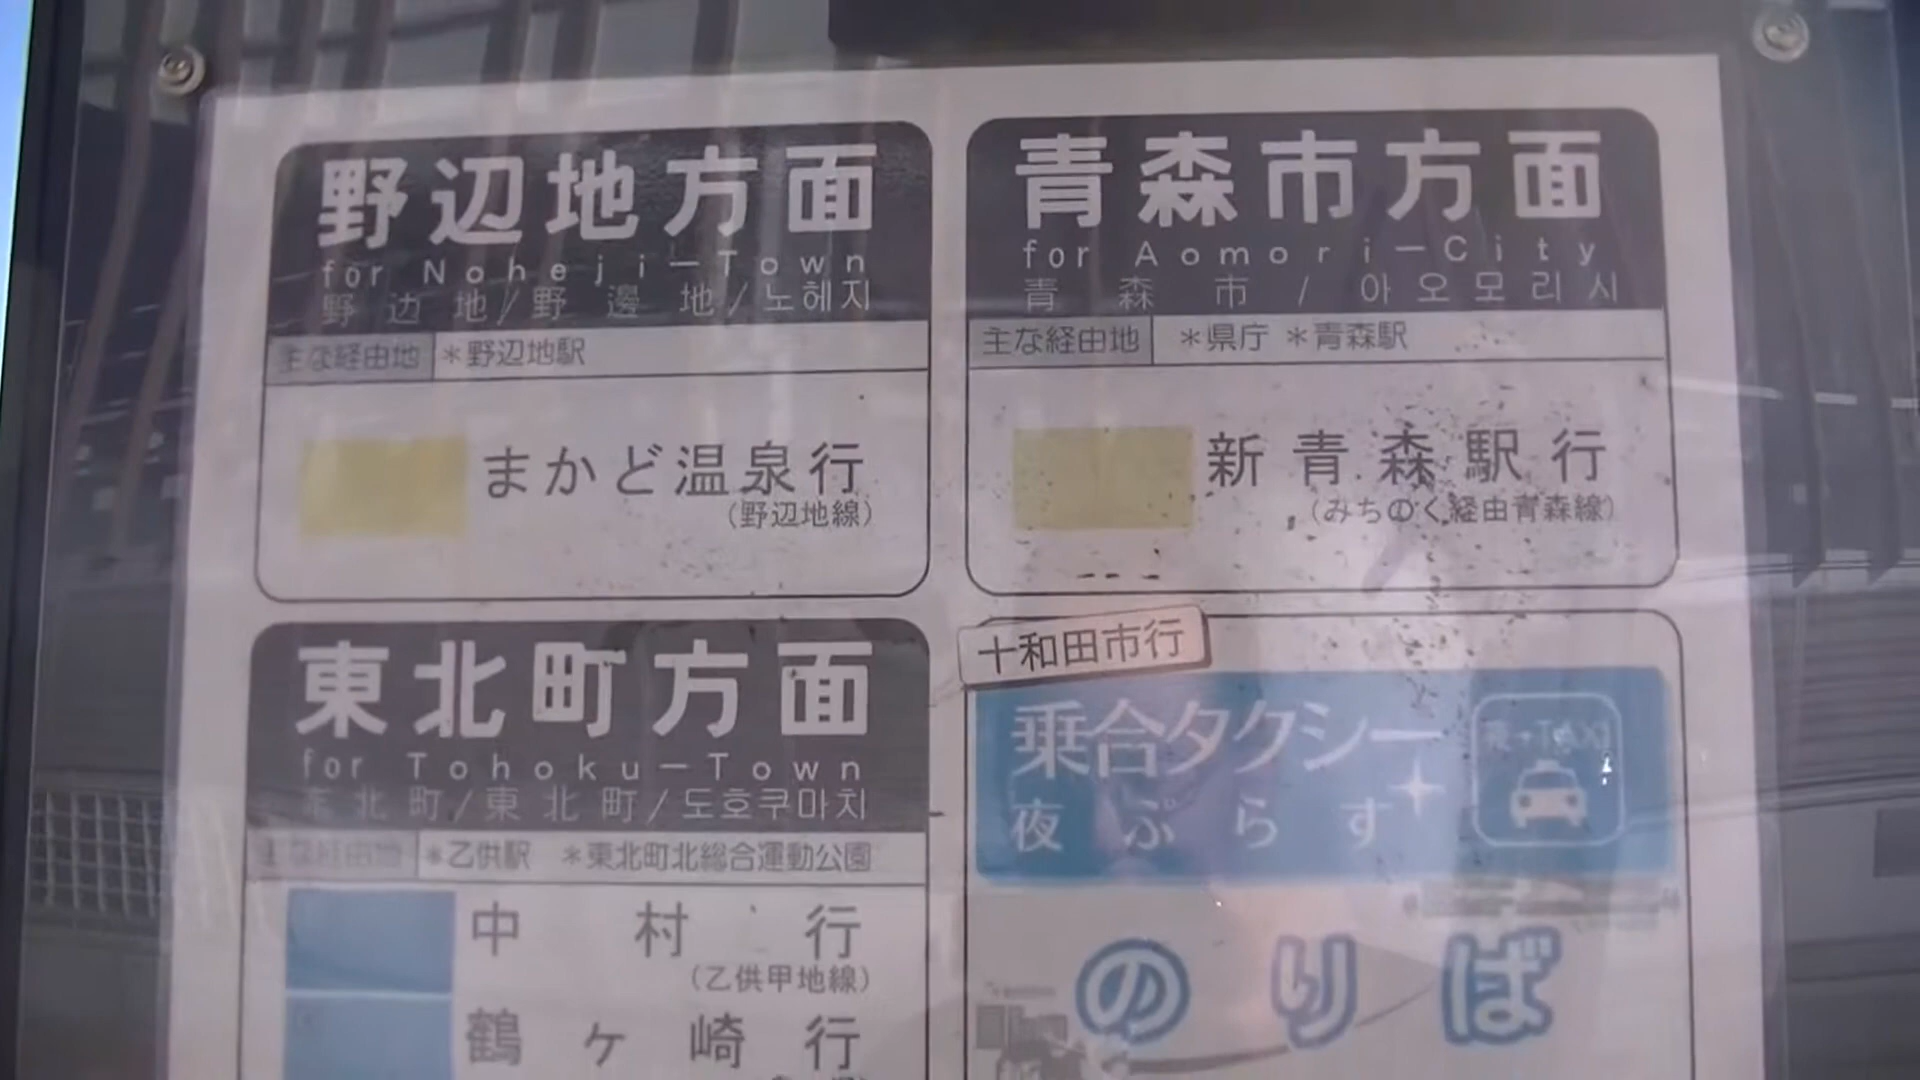 野辺地方面
for Noheji-Town
野辺地/野邊地/노헤지
主な経由地 *野辺地駅
まかど温泉行
(野辺地線)
青森市方面
for Aomori-City
青森市/아오모리시
主な経由地 *県庁 *青森駅
新青森駅行
(みちのく経由青森線)
東北町方面
for Tohoku-Town
东北町/東北町/도호쿠마치
主な経由地 *乙供駅 *東北町北総合運動公園
中村行
(乙供甲地線)
鶴ヶ崎行
十和田市行
乗合タクシー
夜ぷらす+
のりば